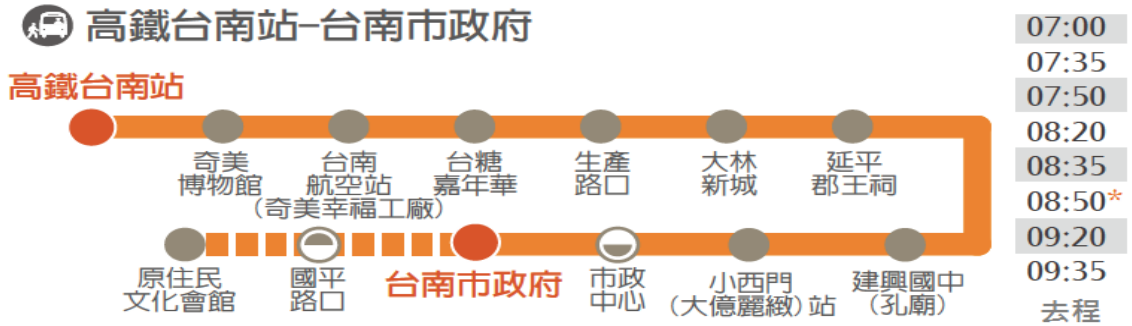 高鐵台南站-台南市政府
高鐵台南站
奇美
博物館
台南
航空站
(奇美幸福工廠)
台糖
嘉年華
生產
路口
大林
新城
延平
郡王祠
原住民
文化會館
國平
路口
台南市政府
市政
中心
小西門
(大億麗緻)站
建興國中
(孔廟)
07:00
07:35
07:50
08:20
08:35
08:50*
09:20
09:35
去程